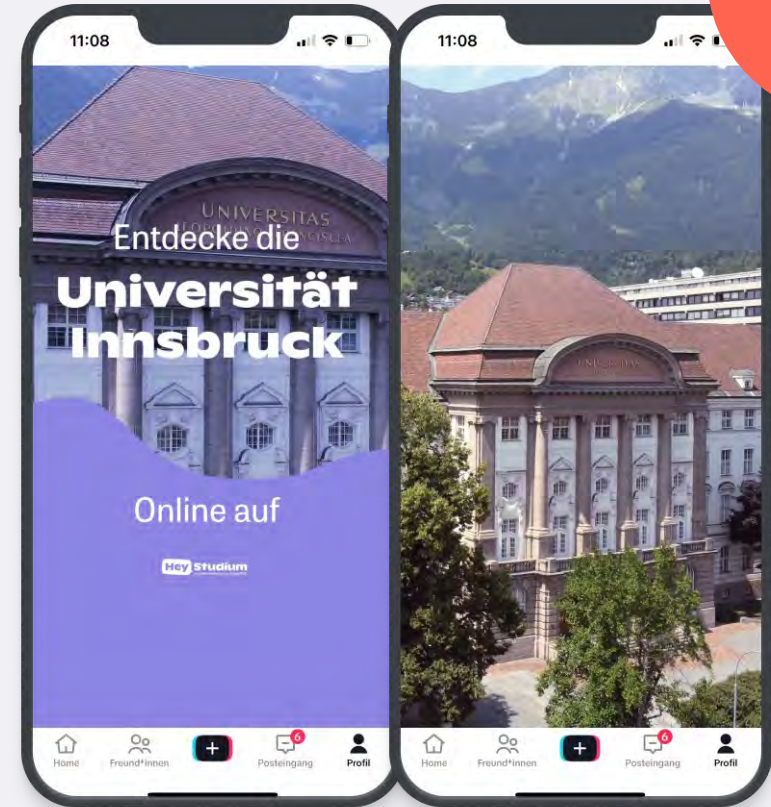 11:08
UNIVERSITAS
Entdecke die
Universität
Innsbruck
Online auf
Hey Studium
Home
Freund*innen
6
Posteingang
Profil
11:08
Home
Freund*innen
6
Posteingang
Profil